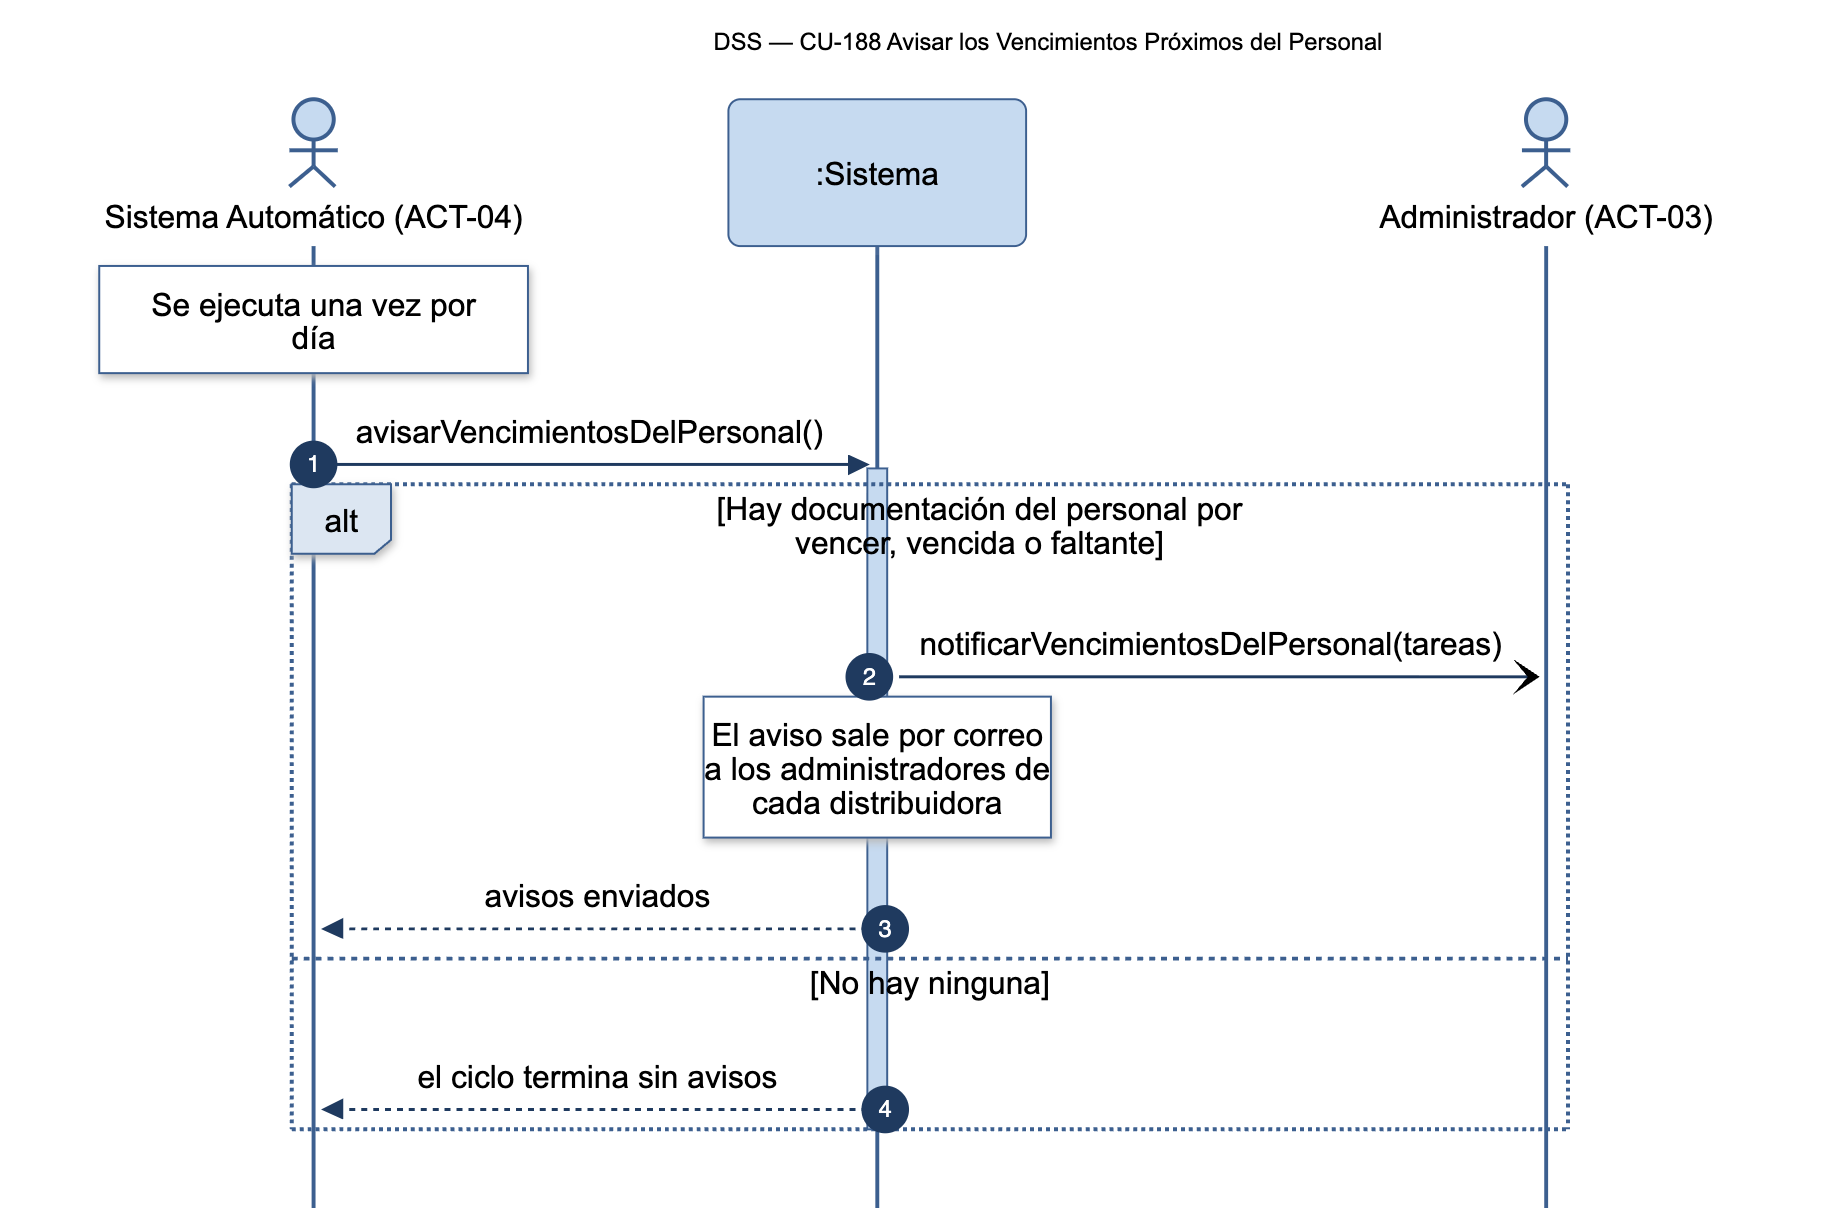 DSS — CU-188 Avisar los Vencimientos Próximos del Personal
:Sistema
Sistema Automático (ACT-04)
Administrador (ACT-03)
Se ejecuta una vez por
día
avisarVencimientosDelPersonal()
1
alt
[Hay documentación del personal por
vencer, vencida o faltante]
notificarVencimientosDelPersonal(tareas)
2
El aviso sale por correo
a los administradores de
cada distribuidora
avisos enviados
3
[No hay ninguna]
el ciclo termina sin avisos
4